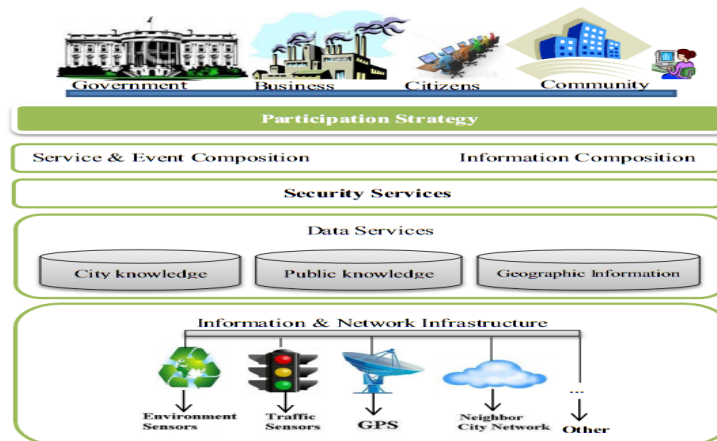 Government Business Citizens Community
Participation Strategy
Service & Event Composition Information Composition
Security Services
Data Services
City knowledge Public knowledge Geographic Information
Information & Network Infrastructure
...
Environment Sensors
Traffic Sensors
GPS
Neighbor City Network
Other